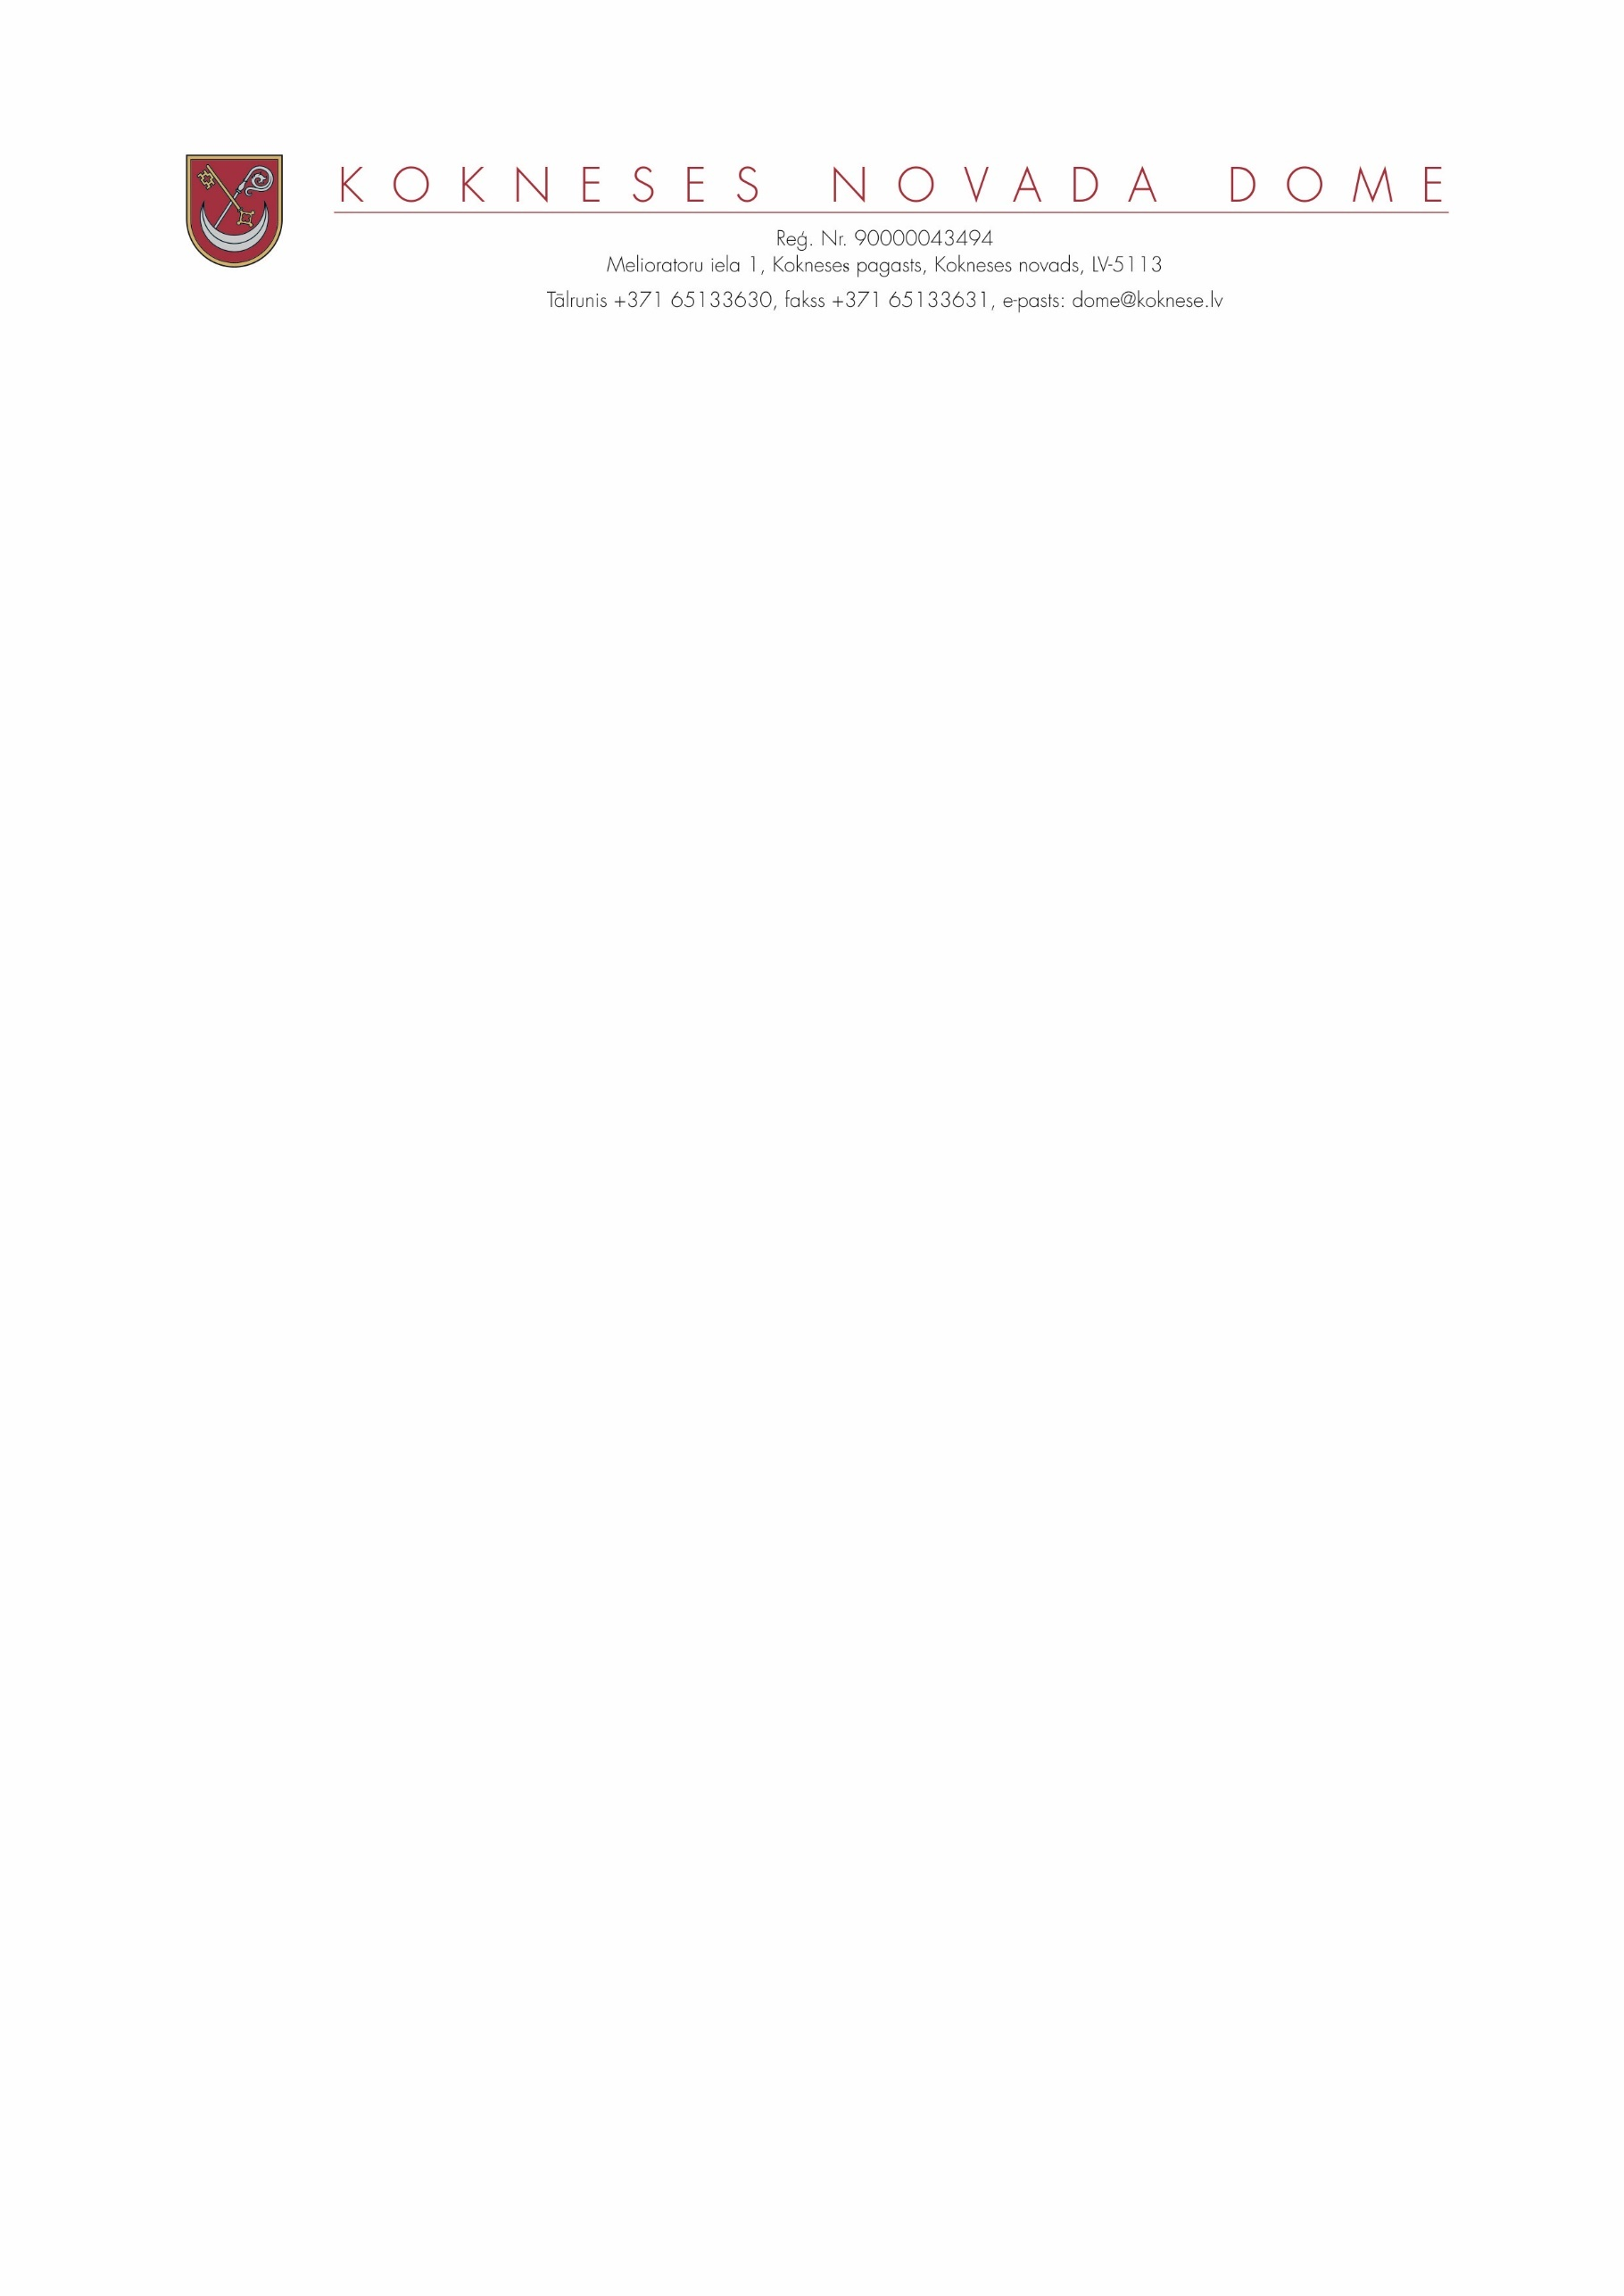 KOKNESES NOVADA DOME
Reģ. Nr. 90000043494
Melioratoru iela 1, Kokneses pagasts, Kokneses novads, LV-5113
Tālrunis +371 65133630, fakss +371 65133631, e-pasts: dome@koknese.lv